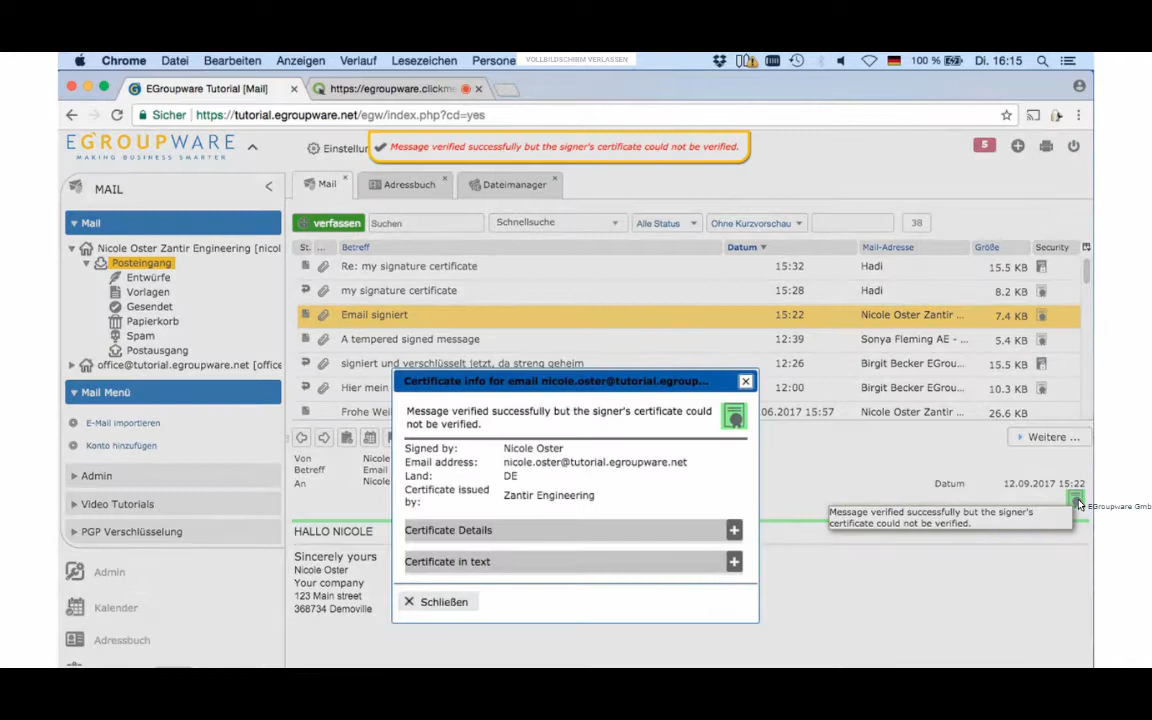 Chrome Datei Bearbeiten Anzeigen Verlauf Lesezeichen Persone VOLLBILDSCHIRM VERLASSEN 100 % Di. 16:15
EGroupware Tutorial [Mail] × https://egroupware.clickme ×
Sicher https://tutorial.egroupware.net/egw/index.php?cd=yes
EGROUPWARE
MAKING BUSINESS SMARTER
Einstellur
Message verified successfully but the signer's certificate could not be verified.
5
MAIL
Mail Adressbuch Dateimanager
Mail
verfassen Suchen Schnellsuche Alle Status Ohne Kurzvorschau 38
St. ... Betreff Datum Mail-Adresse Größe Security
Nicole Oster Zantir Engineering [nicol
Posteingang
Entwürfe
Vorlagen
Gesendet
Papierkorb
Spam
Postausgang
office@tutorial.egroupware.net [office
Re: my signature certificate 15:32 Hadi 15.5 KB
my signature certificate 15:28 Hadi 8.2 KB
Email signiert 15:22 Nicole Oster Zantir ... 7.4 KB
A tempered signed message 12:39 Sonya Fleming AE - ... 5.4 KB
signiert und verschlüsselt jetzt, da streng geheim 12:26 Birgit Becker EGrou... 15.5 KB
Hier mein 12:00 Birgit Becker EGrou... 10.3 KB
Frohe Wei 06.2017 15:57 Nicole Oster Zantir ... 26.6 KB
Mail Menü
E-Mail importieren
Konto hinzufügen
Admin
Video Tutorials
PGP Verschlüsselung
Admin
Kalender
Adressbuch
Weitere ...
Von Nicole
Betreff Email
An Nicole
Datum 12.09.2017 15:22
HALLO NICOLE
Sincerely yours
Nicole Oster
Your company
123 Main street
368734 Demoville
Certificate info for email nicole.oster@tutorial.egroup...
Message verified successfully but the signer's certificate could
not be verified.
Signed by: Nicole Oster
Email address: nicole.oster@tutorial.egroupware.net
Land: DE
Certificate issued by: Zantir Engineering
Certificate Details
Certificate in text
Schließen
Message verified successfully but the signer's
certificate could not be verified.
EGroupware Gmb